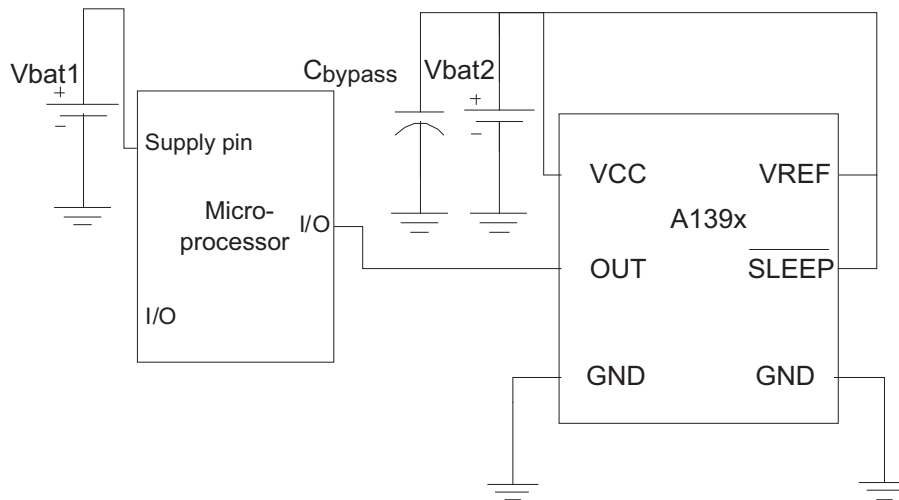 Vbat1
+
-
Supply pin
Micro-
processor
I/O
I/O
Cbypass
Vbat2
+
-
VCC
VREF
A139x
OUT
SLEEP
GND
GND